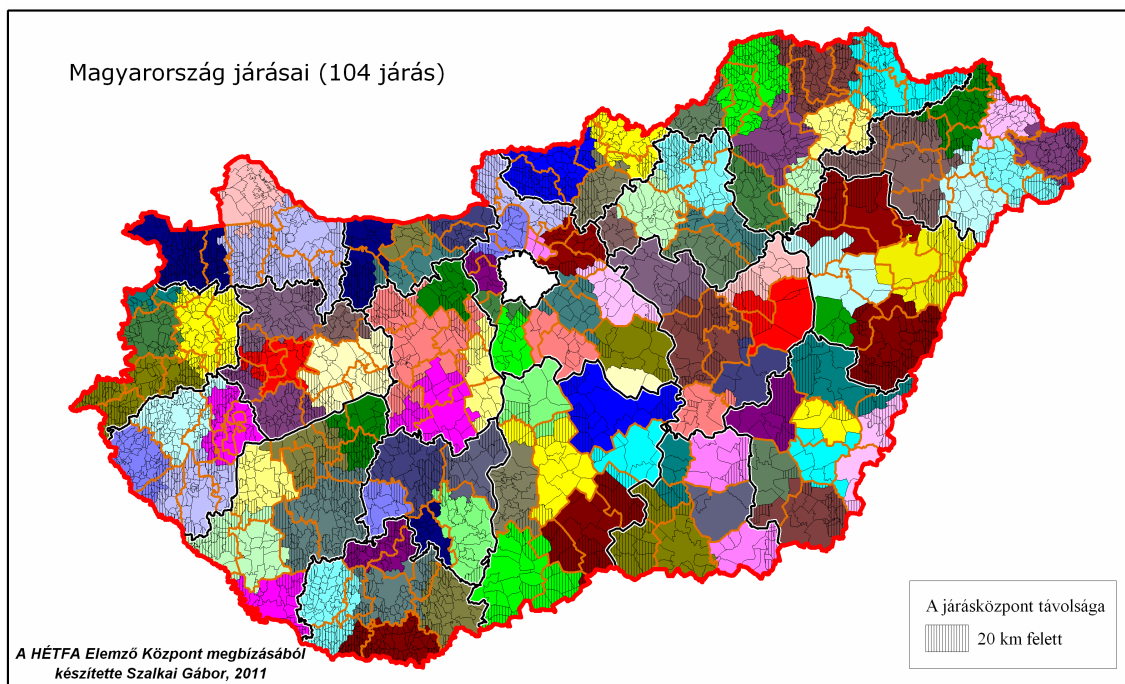 Magyarország járásai (104 járás)
A járásközpont távolsága
20 km felett
A HÉTFA Elemző Központ megbízásából
készítette Szalkai Gábor, 2011